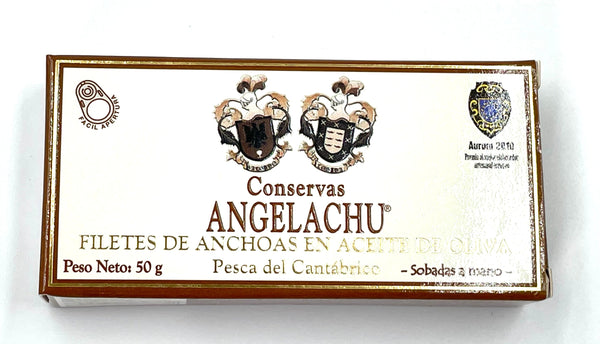 FÁCIL APERTURA
Aurum 2010
Conservas
ANGELACHU®
FILETES DE ANCHOAS EN ACEITE DE OLIVA
Peso Neto: 50 g
Pesca del Cantábrico
- Sobadas a mano -